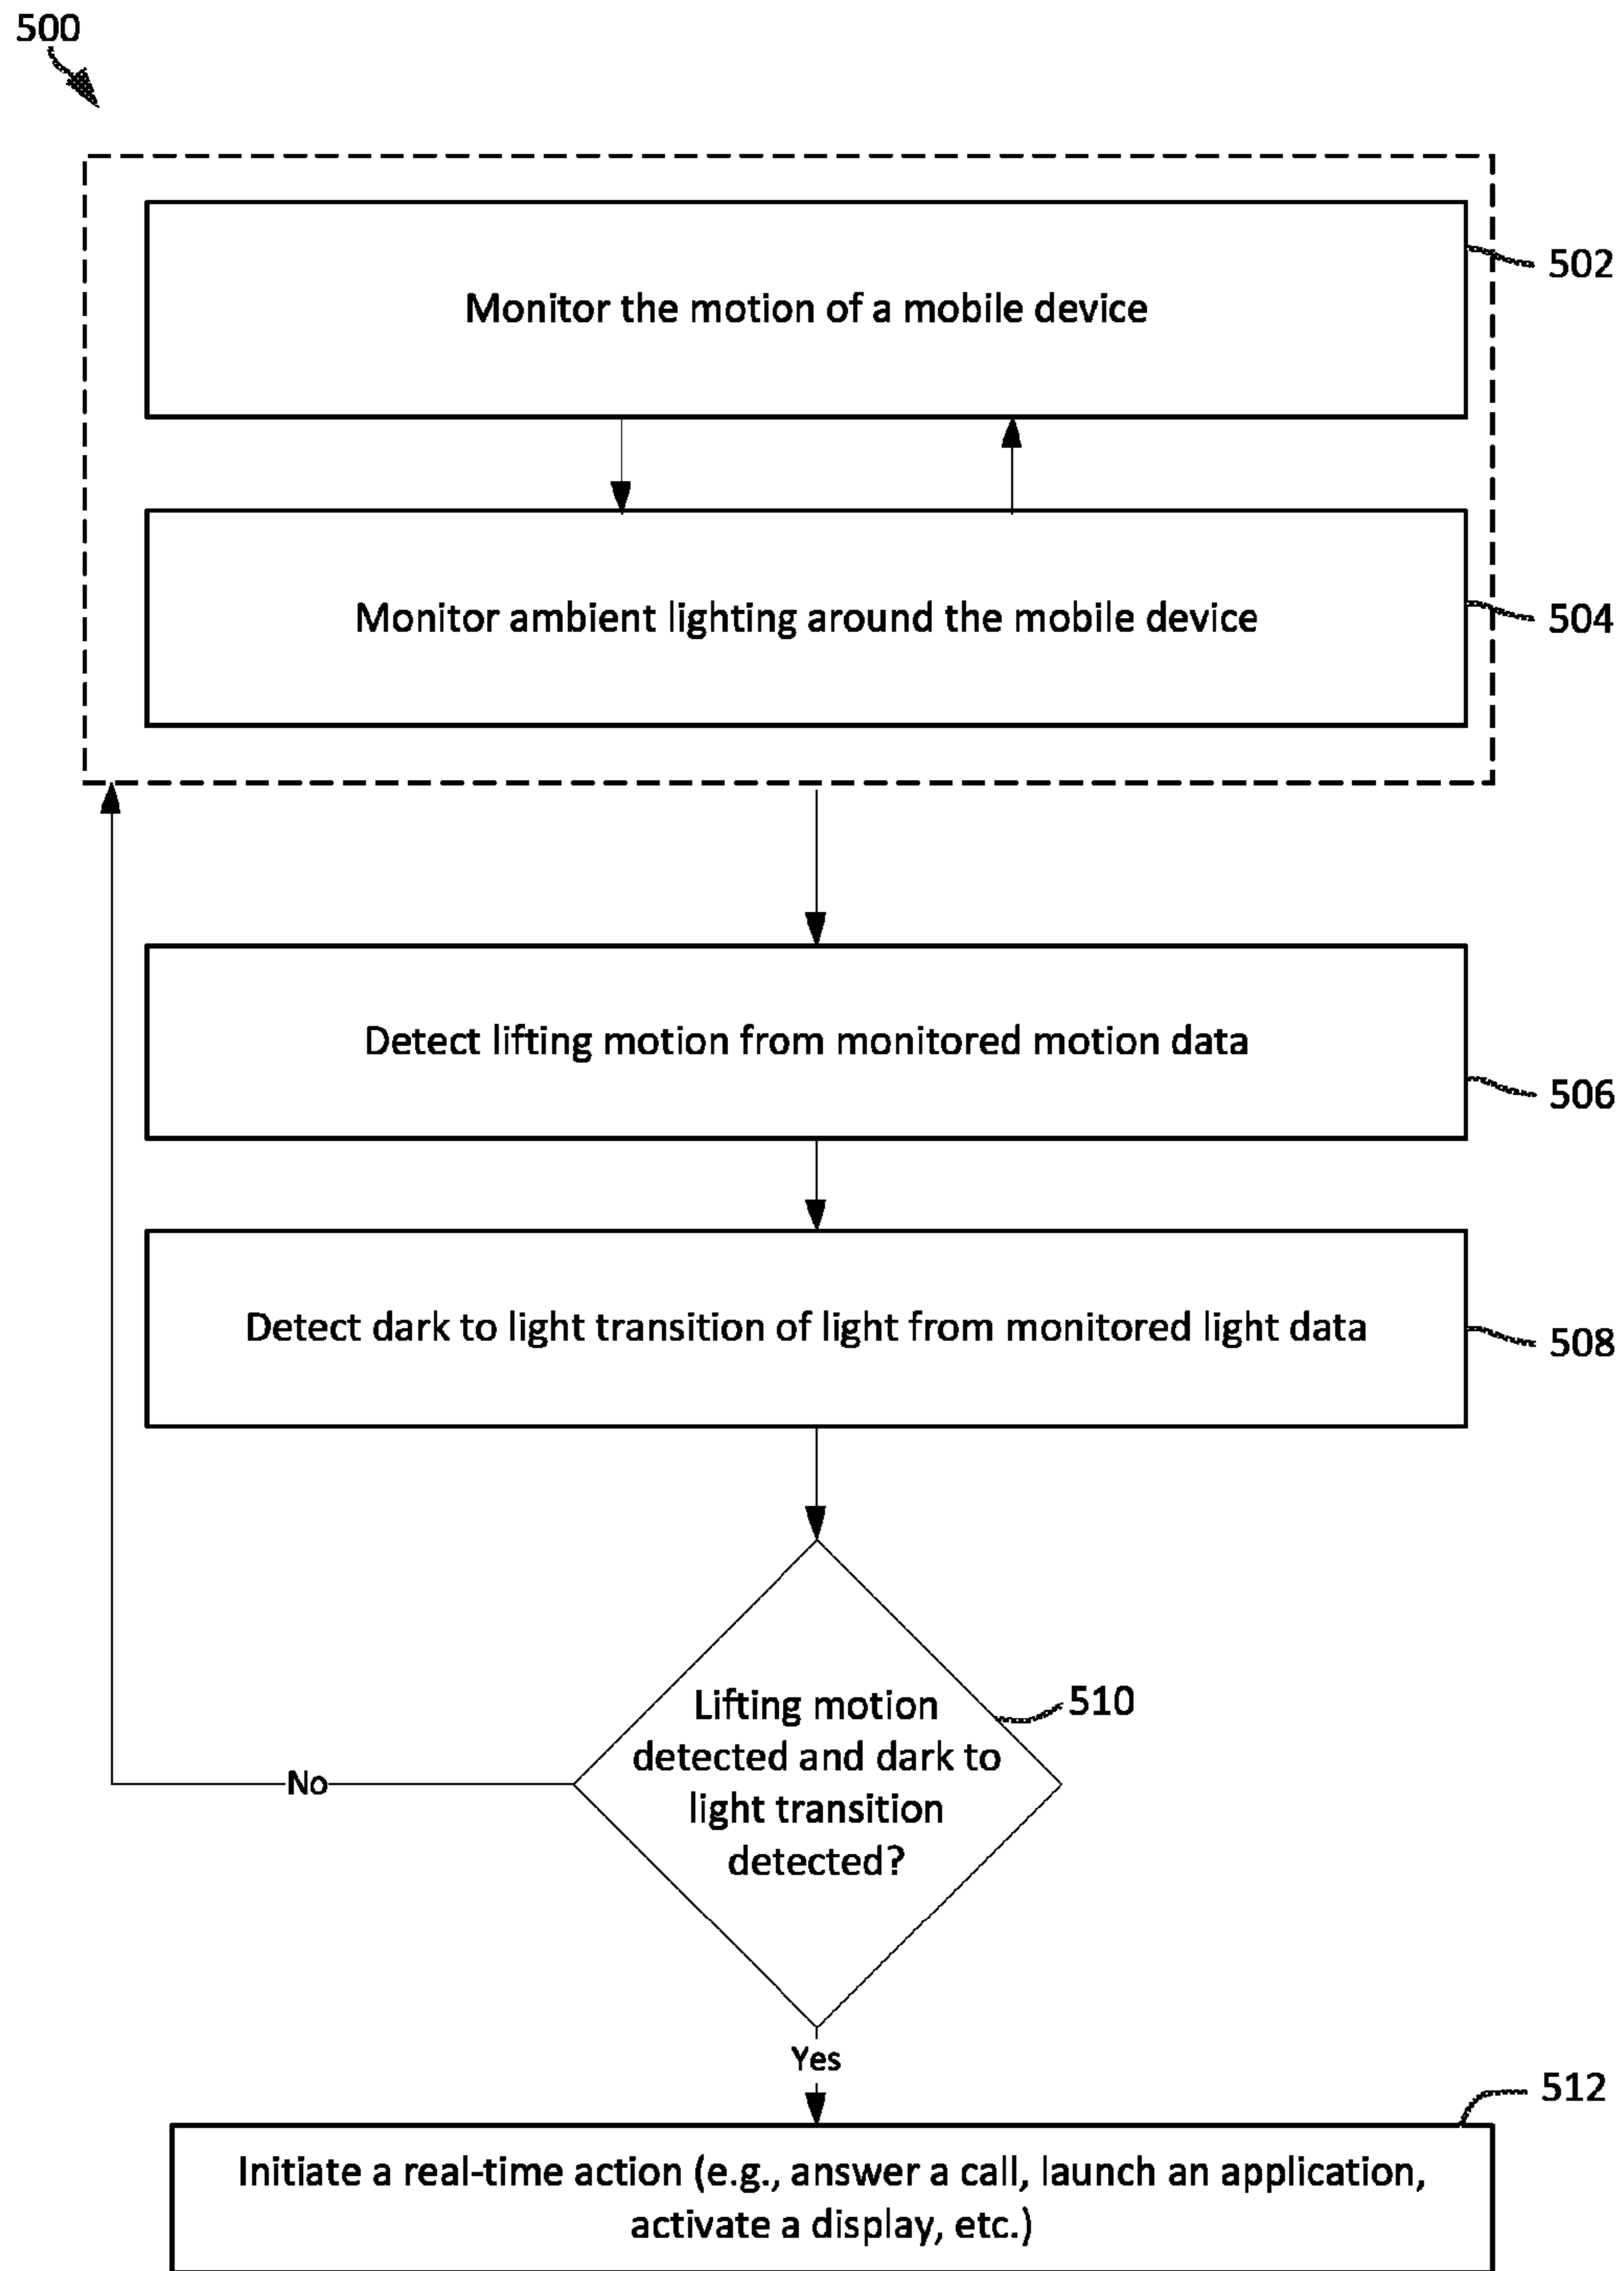 500
Monitor the motion of a mobile device
502
Monitor ambient lighting around the mobile device
504
Detect lifting motion from monitored motion data
506
Detect dark to light transition of light from monitored light data
508
Lifting motion
detected and dark to
light transition
detected?
510
No
Yes
512
Initiate a real-time action (e.g., answer a call, launch an application,
activate a display, etc.)